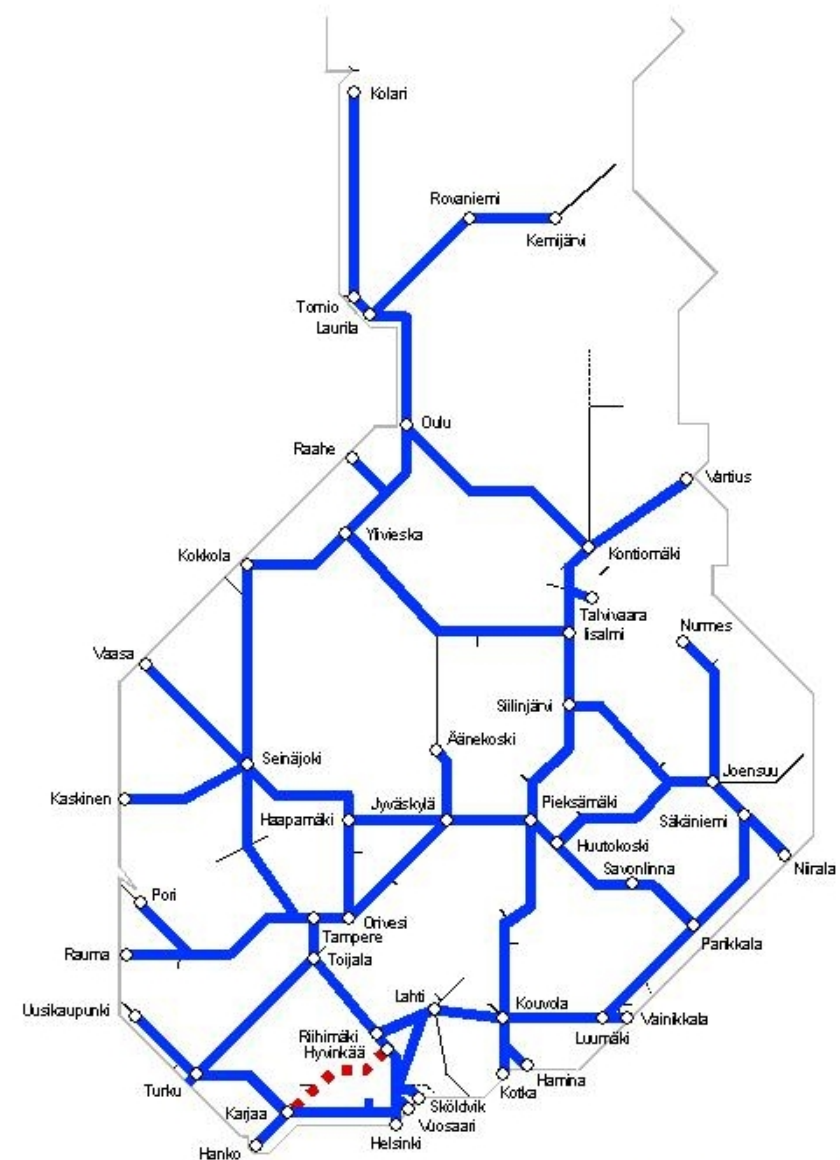 Kolari
Rovaniemi
Kemijärvi
Tornio
Laurila
Oulu
Raahe
Vartius
Ylivieska
Kokkola
Kontiomäki
Talvivaara
Iisalmi
Nurmes
Vaasa
Siilinjärvi
Äänekoski
Seinäjoki
Joensuu
Kaskinen
Jyväskylä
Pieksämäki
Haapamäki
Säkäniemi
Huutokoski
Savonlinna
Niirala
Pori
Orivesi
Tampere
Parikkala
Rauma
Toijala
Lahti
Kouvola
Uusikaupunki
Vainikkala
Luumäki
Riihimäki
Hyvinkää
Turku
Hamina
Kotka
Karjaa
Sköldvik
Vuosaari
Helsinki
Hanko